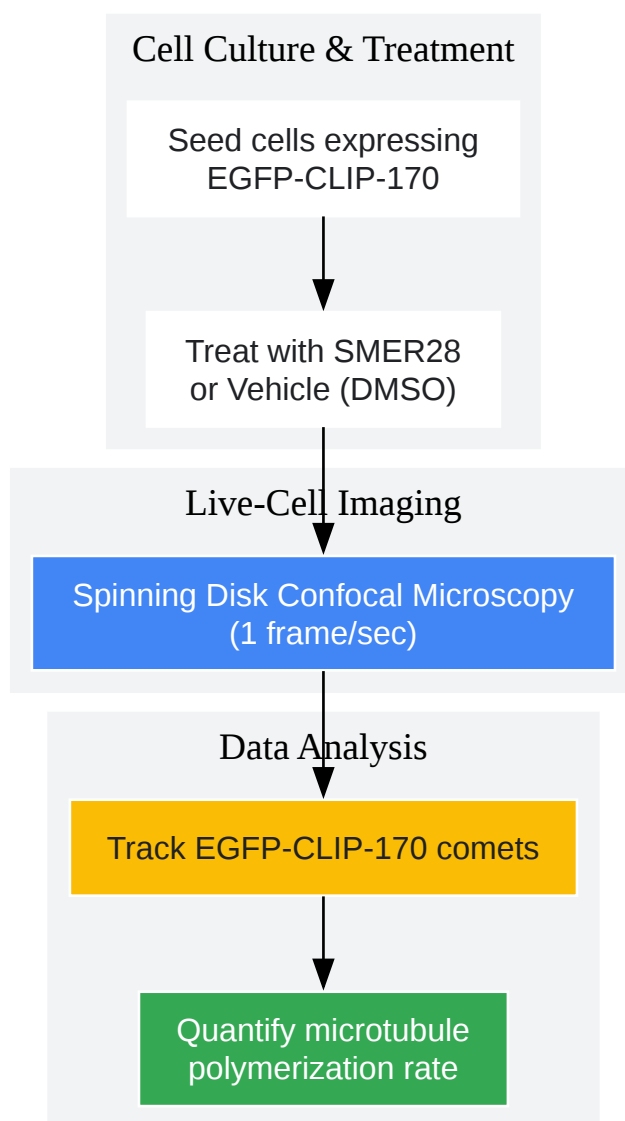 Cell Culture & Treatment
Seed cells expressing
EGFP-CLIP-170
Treat with SMER28
or Vehicle (DMSO)
Live-Cell Imaging
Spinning Disk Confocal Microscopy
(1 frame/sec)
Data Analysis
Track EGFP-CLIP-170 comets
Quantify microtubule
polymerization rate